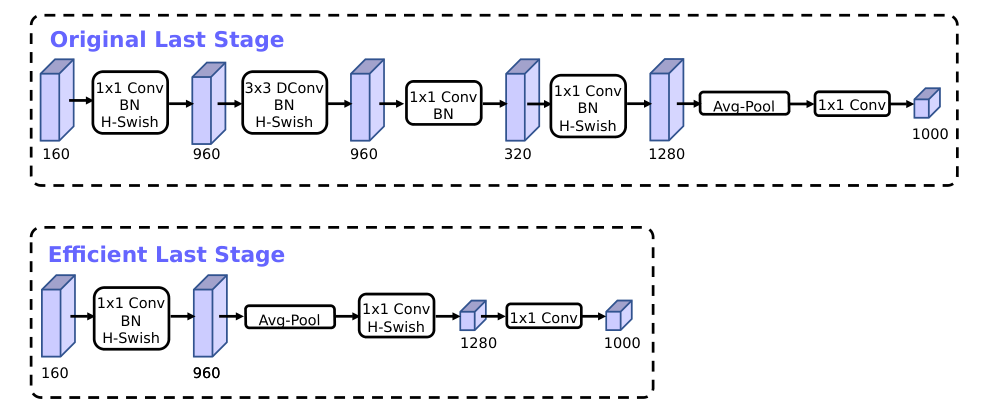 Original Last Stage
1x1 Conv
BN
H-Swish
3x3 DConv
BN
H-Swish
1x1 Conv
BN
1x1 Conv
BN
H-Swish
Avg-Pool
1x1 Conv
160
960
960
320
1280
1000
Efficient Last Stage
1x1 Conv
BN
H-Swish
Avg-Pool
1x1 Conv
H-Swish
1x1 Conv
160
960
1280
1000